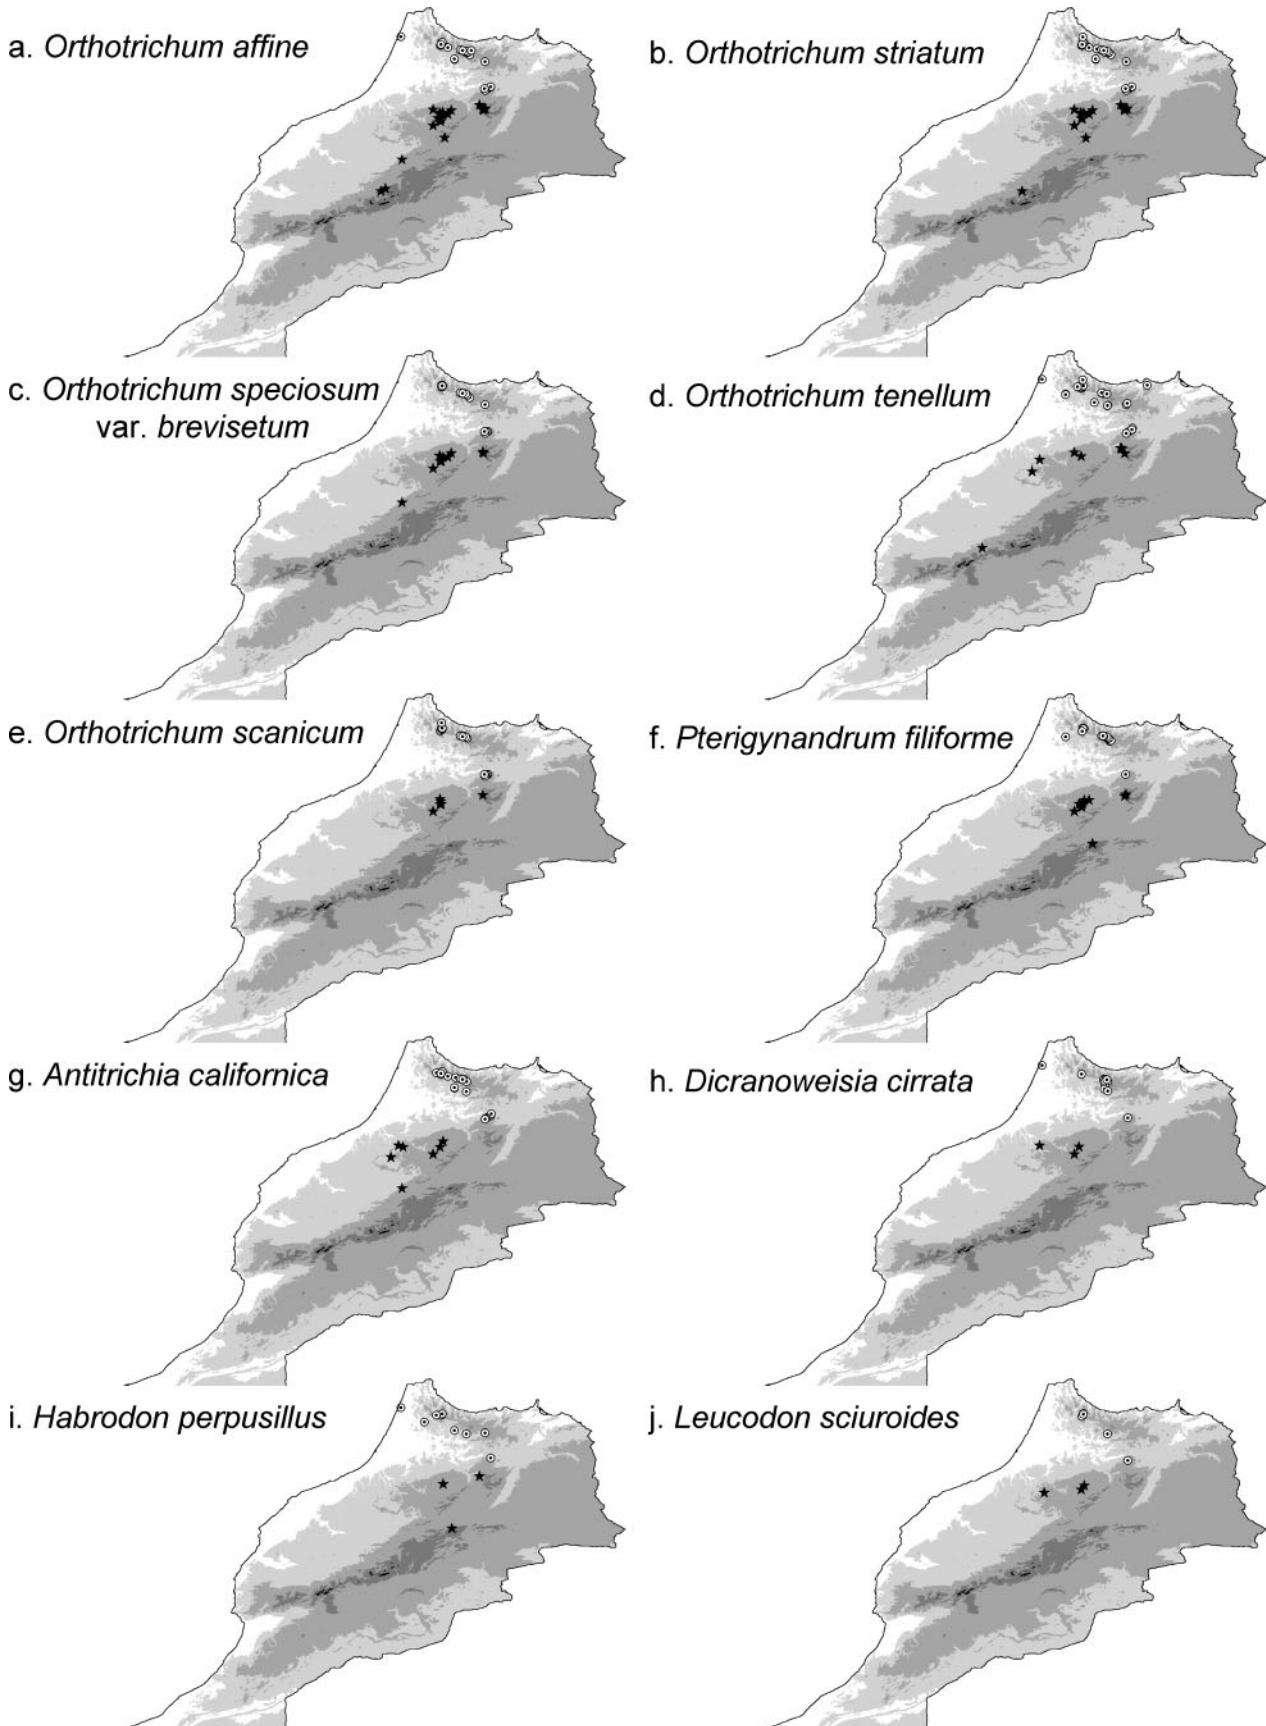 a. Orthotrichum affine
b. Orthotrichum striatum
c. Orthotrichum speciosum
var. brevisetum
d. Orthotrichum tenellum
e. Orthotrichum scanicum
f. Pterigynandrum filiforme
g. Antitrichia californica
h. Dicranoweisia cirrata
i. Habrodon perpusillus
j. Leucodon sciuroides